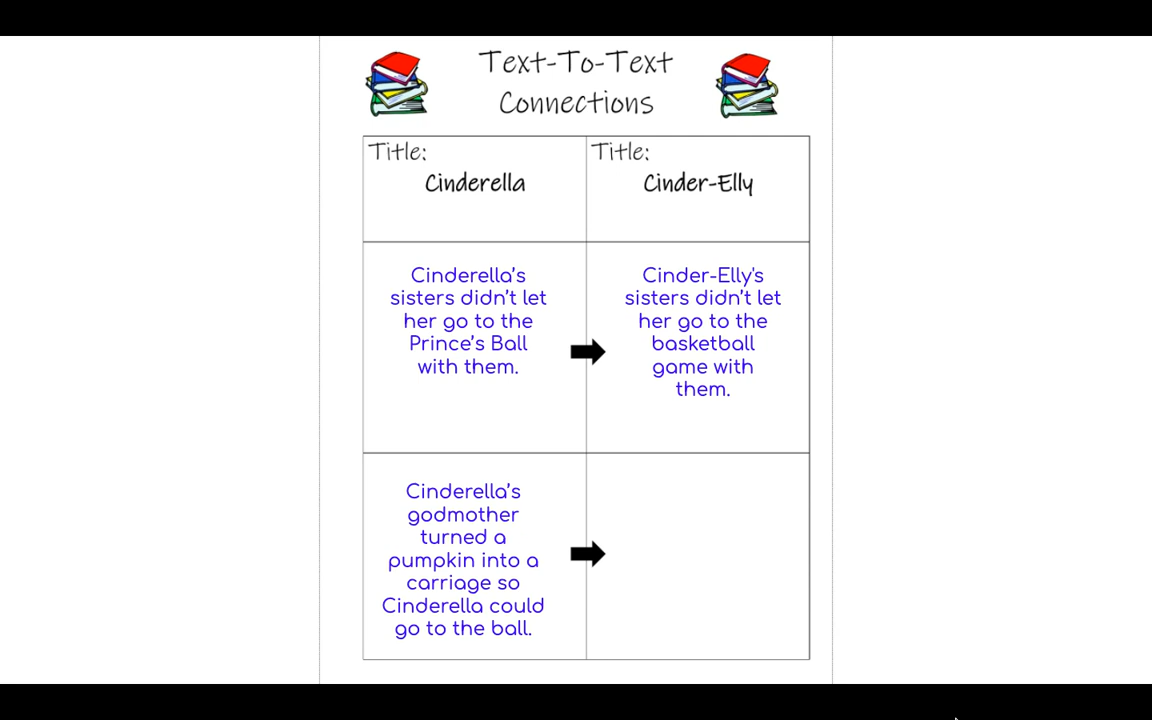 Text-To-Text
Connections
Title:
Cinderella
Title:
Cinder-Elly
Cinderella's
sisters didn't let
her go to the
Prince's Ball
with them.
Cinder-Elly's
sisters didn't let
her go to the
basketball
game with
them.
Cinderella's
godmother
turned a
pumpkin into a
carriage so
Cinderella could
go to the ball.